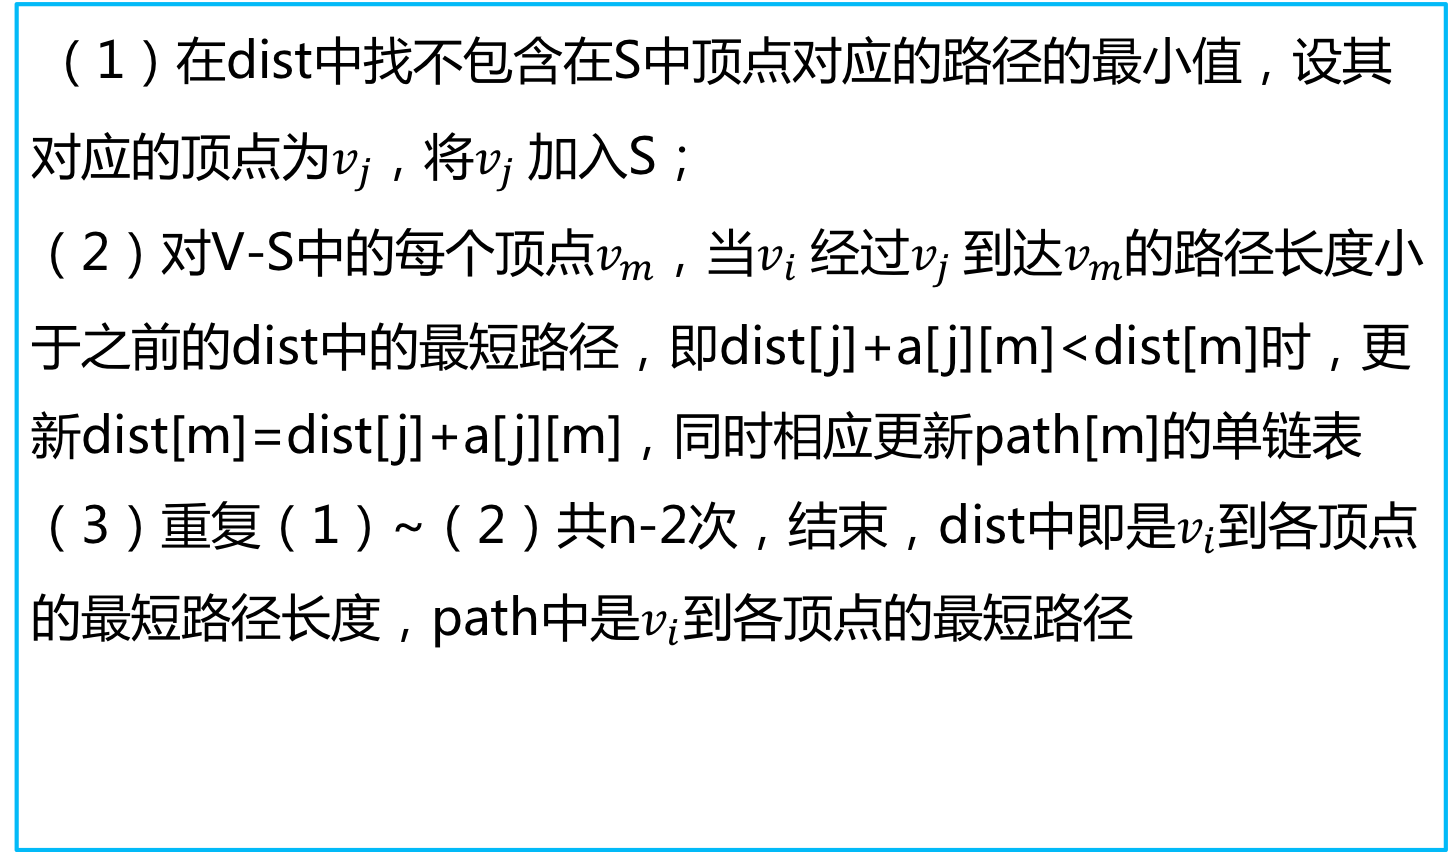 （1）在dist中找不包含在S中顶点对应的路径的最小值，设其
对应的顶点为𝑣𝑗，将𝑣𝑗 加入S；
（2）对V-S中的每个顶点𝑣𝑚，当𝑣𝑖 经过𝑣𝑗 到达𝑣𝑚的路径长度小
于之前的dist中的最短路径，即dist[j]+a[j][m]<dist[m]时，更
新dist[m]=dist[j]+a[j][m]，同时相应更新path[m]的单链表
（3）重复（1）~（2）共n-2次，结束，dist中即是𝑣𝑖到各顶点
的最短路径长度，path中是𝑣𝑖到各顶点的最短路径